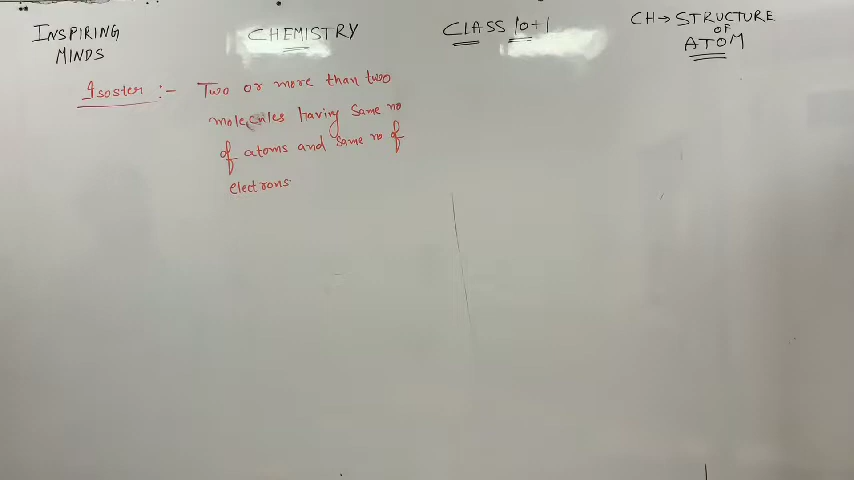 INSPIRING
MINDS
CHEMISTRY
CLASS 10+1
CH→ STRUCTURE
OF
ATOM
Isoster :- Two or more than two
molecules having same no
of atoms and same no of
electrons.